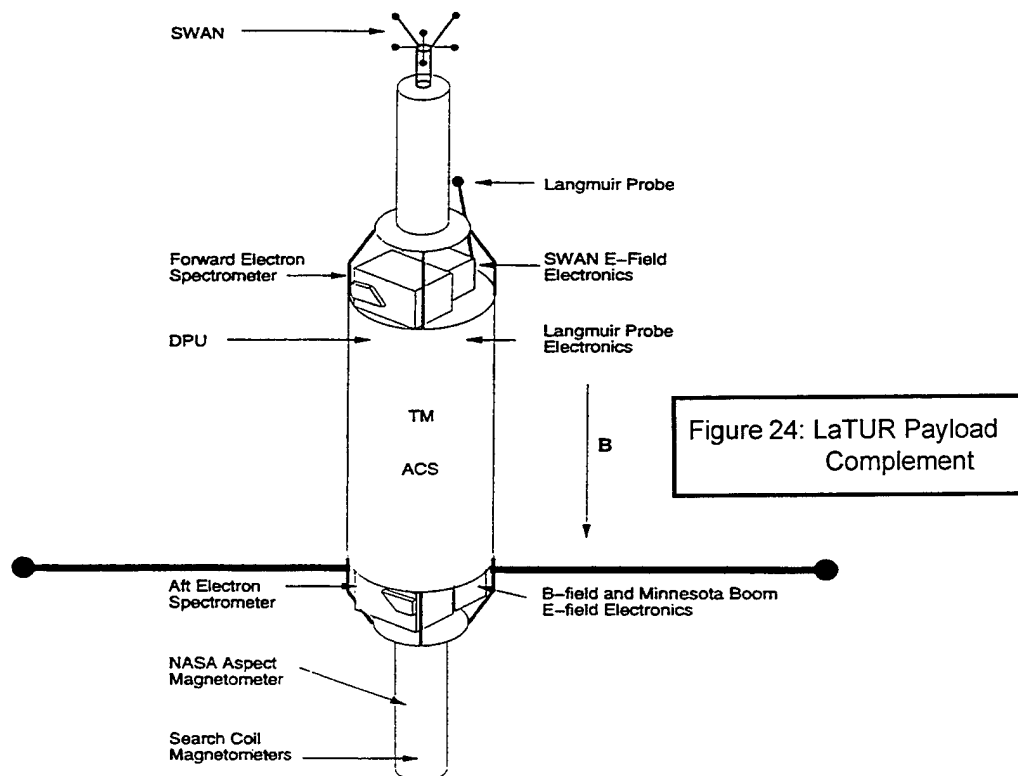 SWAN
Langmuir Probe
Forward Electron
Spectrometer
SWAN E-Field
Electronics
DPU
Langmuir Probe
Electronics
TM
ACS
B
Figure 24: LaTUR Payload
Complement
Aft Electron
Spectrometer
B-field and Minnesota Boom
E-field Electronics
NASA Aspect
Magnetometer
Search Coil
Magnetometers